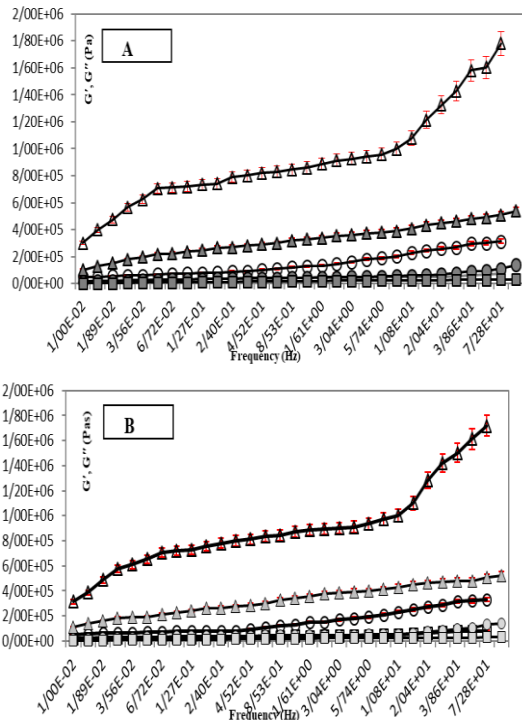 2/00E+06
1/80E+06
1/60E+06
1/40E+06
1/20E+06
1/00E+06
8/00E+05
6/00E+05
4/00E+05
2/00E+05
0/00E+00
G′, G″ (Pa)
A
1/00E-02
1/89E-02
3/56E-02
6/72E-02
1/27E-01
2/40E-01
4/52E-01
8/53E-01
1/61E+00
3/04E+00
5/74E+00
1/08E+01
2/04E+01
3/86E+01
7/28E+01
Frequency (Hz)
2/00E+06
1/80E+06
1/60E+06
1/40E+06
1/20E+06
1/00E+06
8/00E+05
6/00E+05
4/00E+05
2/00E+05
0/00E+00
G′, G″ (Pas)
B
1/00E-02
1/89E-02
3/56E-02
6/72E-02
1/27E-01
2/40E-01
4/52E-01
8/53E-01
1/61E+00
3/04E+00
5/74E+00
1/08E+01
2/04E+01
3/86E+01
7/28E+01
Frequency (Hz)